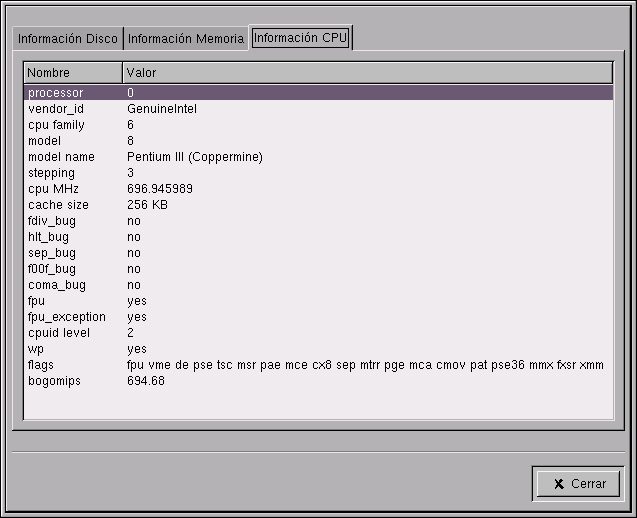 Información Disco Información Memoria Información CPU
Nombre Valor
processor 0
vendor_id GenuineIntel
cpu family 6
model 8
model name Pentium III (Coppermine)
stepping 3
cpu MHz 696.945989
cache size 256 KB
fdiv_bug no
hlt_bug no
sep_bug no
f00f_bug no
coma_bug no
fpu yes
fpu_exception yes
cpuid level 2
wp yes
flags fpu vme de pse tsc msr pae mce cx8 sep mtrr pge mca cmov pat pse36 mmx fxsr xmm
bogomips 694.68
Cerrar